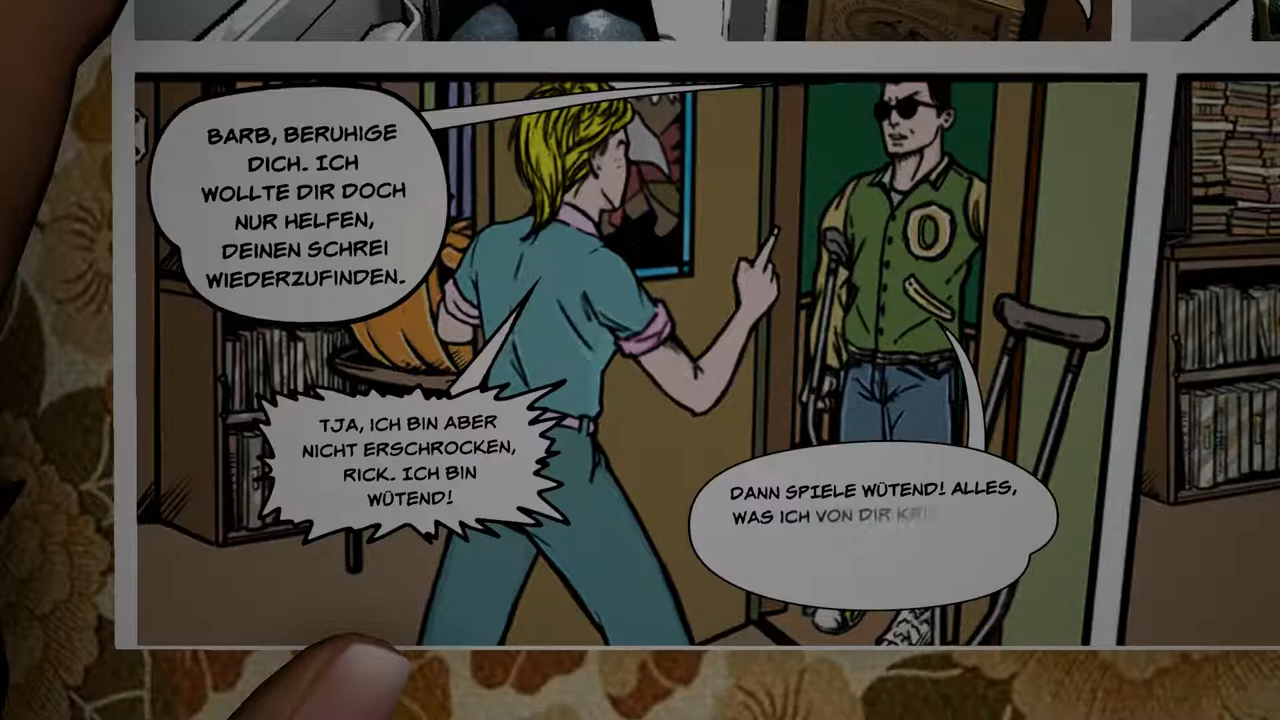 BARB, BERUHIGE
DICH. ICH
WOLLTE DIR DOCH
NUR HELFEN,
DEINEN SCHREI
WIEDERZUFINDEN.
TJA, ICH BIN ABER
NICHT ERSCHROCKEN,
RICK. ICH BIN
WÜTEND!
O
DANN SPIELE WÜTEND! ALLES,
WAS ICH VON DIR